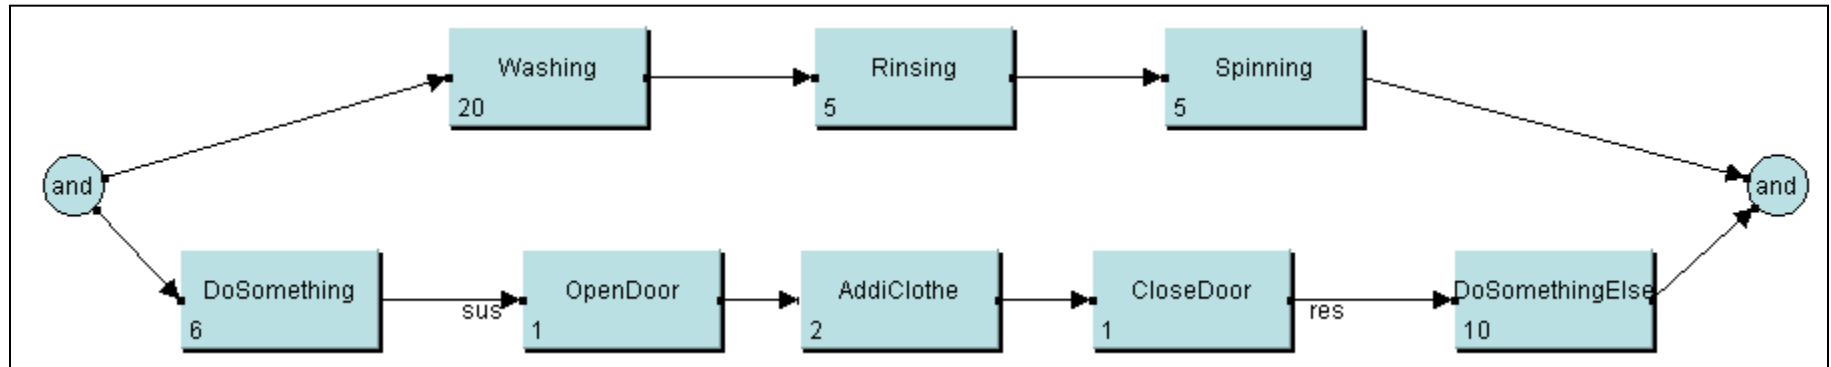 Washing
20
Rinsing
5
Spinning
5
and
and
DoSomething
6
sus
OpenDoor
1
AddiClothe
2
CloseDoor
1
res
DoSomethingElse
10